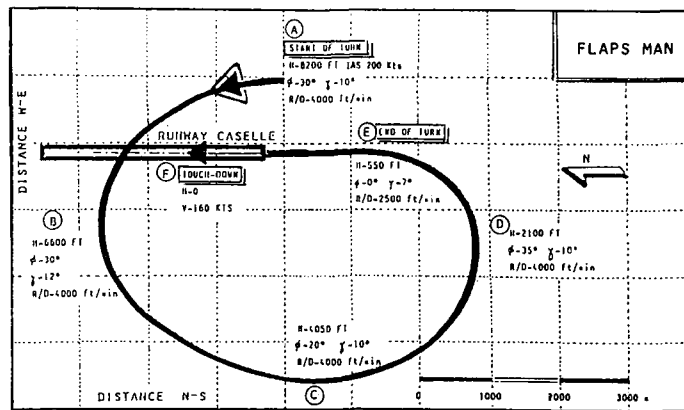 A
START OF TURN
H-8200 FT IAS 200 Kts
ϕ-30° γ-10°
R/D-4000 ft/min
FLAPS MAN
DISTANCE W-E
RUNWAY CASELLE
E END OF TURN
H-550 FT
ϕ-0° γ-7°
R/D-2500 ft/min
N
F TOUCH-DOWN
H-0
V-160 KTS
B
H-6600 FT
ϕ-30°
γ-12°
R/D-4000 ft/min
D
H-2100 FT
ϕ-35° γ-10°
R/D-4000 ft/min
H-4050 FT
ϕ-20° γ-10°
R/D-4000 ft/min
DISTANCE N-S
C
0 1000 2000 3000 m